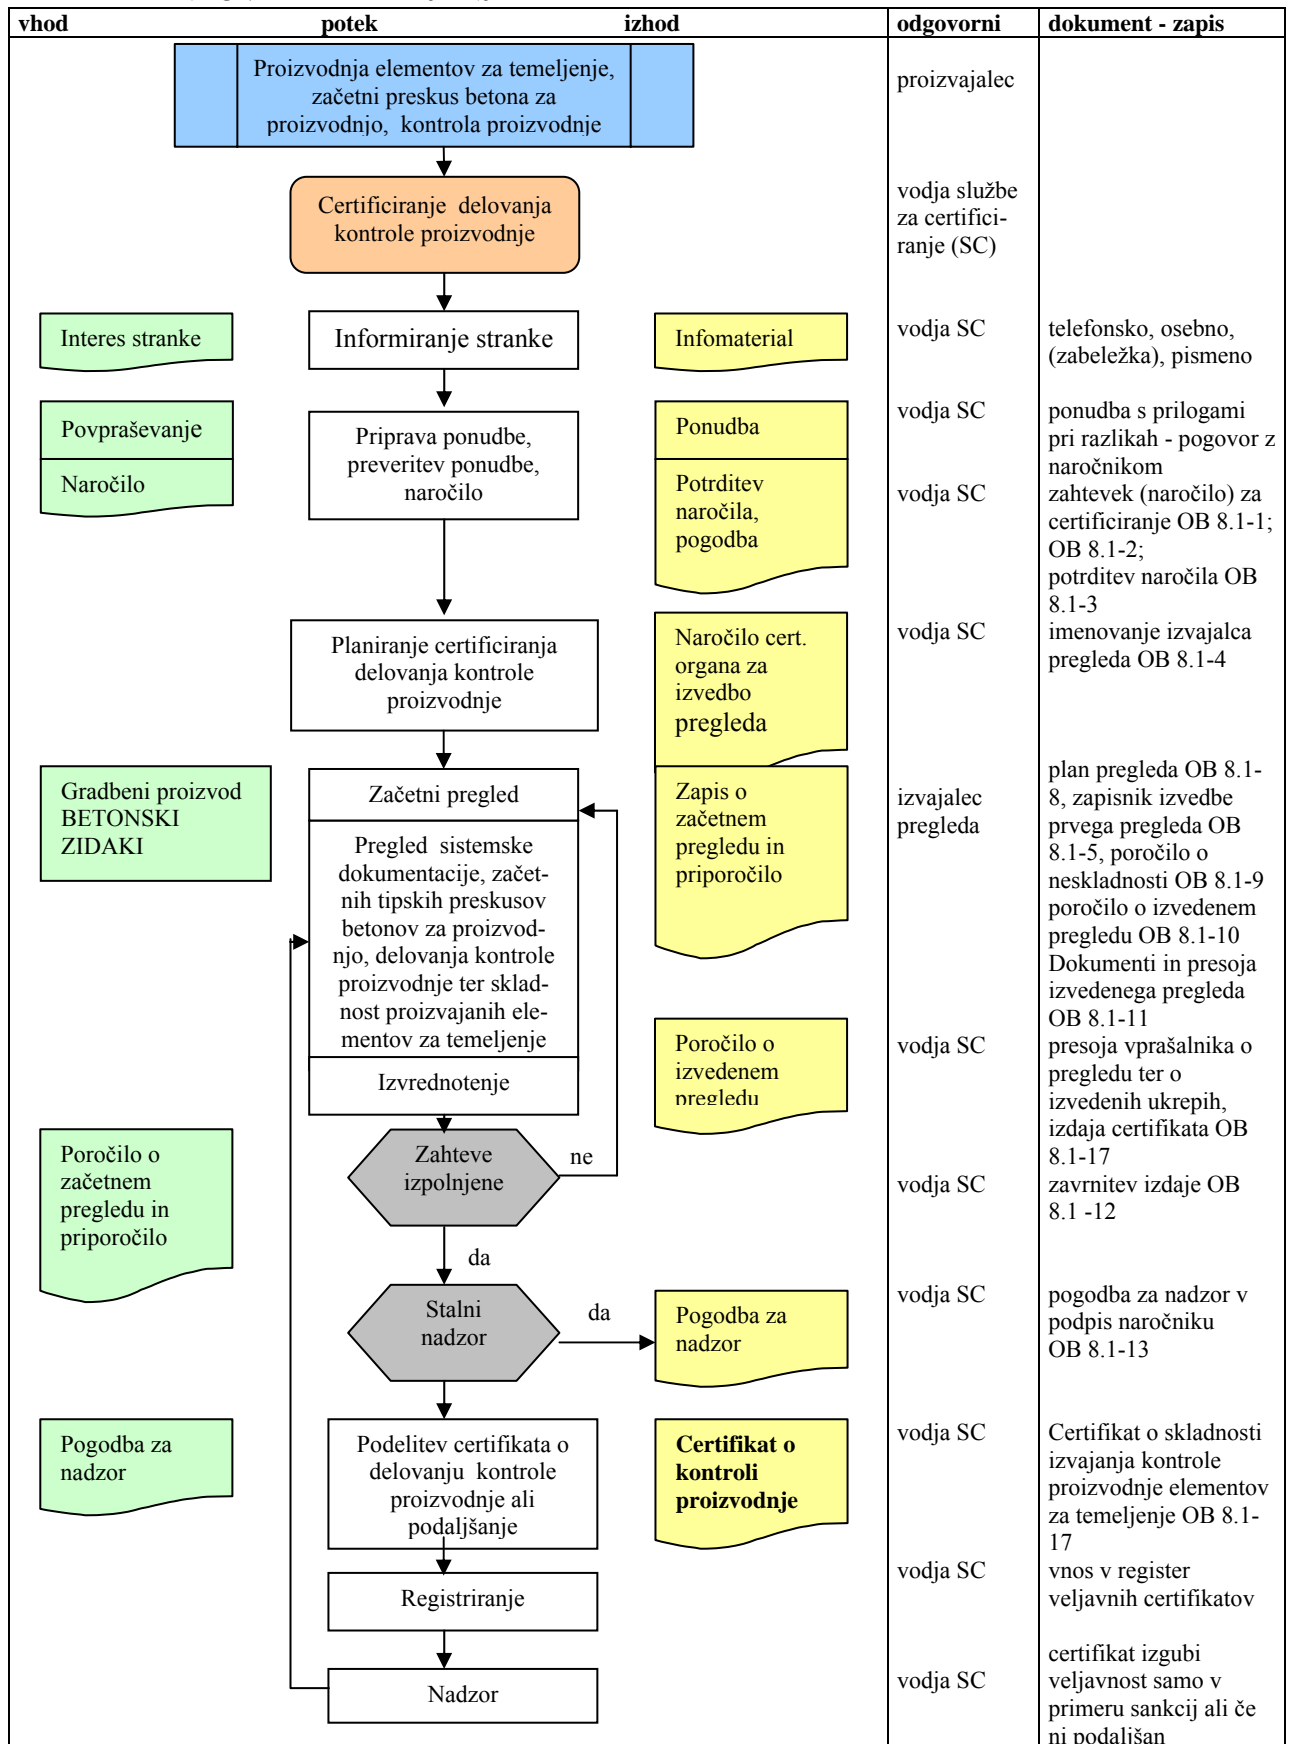 vhod potek izhod odgovorni dokument - zapis
Proizvodnja elementov za temeljenje,
začetni preskus betona za
proizvodnjo, kontrola proizvodnje
proizvajalec
Certificiranje delovanja
kontrole proizvodnje
vodja službe
za certifici-
ranje (SC)
Interes stranke
Informiranje stranke
Infomaterial
vodja SC
telefonsko, osebno,
(zabeležka), pismeno
Povpraševanje
Naročilo
Priprava ponudbe,
preveritev ponudbe,
naročilo
Ponudba
Potrditev
naročila,
pogodba
vodja SC
vodja SC
ponudba s prilogami
pri razlikah - pogovor z
naročnikom
zahtevek (naročilo) za
certificiranje OB 8.1-1;
OB 8.1-2;
potrditev naročila OB
8.1-3
Planiranje certificiranja
delovanja kontrole
proizvodnje
Naročilo cert.
organa za
izvedbo
pregleda
vodja SC
imenovanje izvajalca
pregleda OB 8.1-4
Gradbeni proizvod
BETONSKI
ZIDAKI
Začetni pregled
Pregled sistemske
dokumentacije, začet-
nih tipskih preskusov
betonov za proizvod-
njo, delovanja kontrole
proizvodnje ter sklad-
nost proizvajanih ele-
mentov za temeljenje
Izvrednotenje
Zapis o
začetnem
pregledu in
priporočilo
izvajalec
pregleda
plan pregleda OB 8.1-
8, zapisnik izvedbe
prvega pregleda OB
8.1-5, poročilo o
neskladnosti OB 8.1-9
poročilo o izvedenem
pregledu OB 8.1-10
Dokumenti in presoja
izvedenega pregleda
OB 8.1-11
Poročilo o
izvedenem
pregledu
vodja SC
presoja vprašalnika o
pregledu ter o
izvedenih ukrepih,
izdaja certifikata OB
8.1-17
Poročilo o
začetnem
pregledu in
priporočilo
Zahteve
izpolnjene
ne
da
vodja SC
zavrnitev izdaje OB
8.1 -12
Stalni
nadzor
da
Pogodba za
nadzor
vodja SC
pogodba za nadzor v
podpis naročniku
OB 8.1-13
Pogodba za
nadzor
Podelitev certifikata o
delovanju kontrole
proizvodnje ali
podaljšanje
Certifikat o
kontroli
proizvodnje
vodja SC
Certifikat o skladnosti
izvajanja kontrole
proizvodnje elementov
za temeljenje OB 8.1-
17
Registriranje
vodja SC
vnos v register
veljavnih certifikatov
Nadzor
vodja SC
certifikat izgubi
veljavnost samo v
primeru sankcij ali če
ni podaljšan